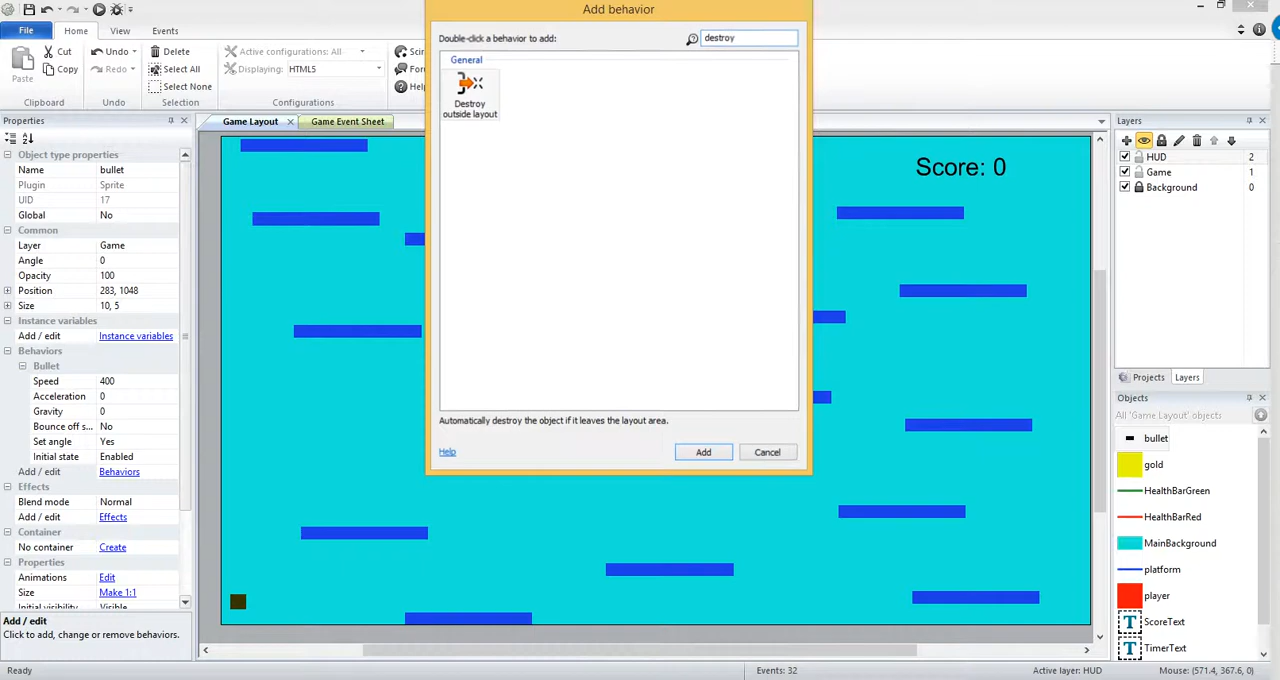 Add behavior
File
Home
View
Events
Paste
Cut
Copy
Clipboard
Undo
Redo
Undo
Delete
Select All
Select None
Selection
Active configurations: All
Displaying: HTML5
Configurations
Double-click a behavior to add:
destroy
General
Destroy
outside layout
Automatically destroy the object if it leaves the layout area.
Help
Add
Cancel
Properties
Object type properties
Name bullet
Plugin Sprite
UID 17
Global No
Common
Layer Game
Angle 0
Opacity 100
Position 283, 1048
Size 10, 5
Instance variables
Add / edit Instance variables
Behaviors
Bullet
Speed 400
Acceleration 0
Gravity 0
Bounce off s... No
Set angle Yes
Initial state Enabled
Add / edit Behaviors
Effects
Blend mode Normal
Add / edit Effects
Container
No container Create
Properties
Animations Edit
Size Make 1:1
Initial visibility Visible
Add / edit
Click to add, change or remove behaviors.
Game Layout
Game Event Sheet
Score: 0
Layers
HUD 2
Game 1
Background 0
Projects
Layers
Objects
All 'Game Layout' objects
bullet
gold
HealthBarGreen
HealthBarRed
MainBackground
platform
player
T ScoreText
T TimerText
Ready
Events: 32
Active layer: HUD
Mouse: (571.4, 367.6, 0)